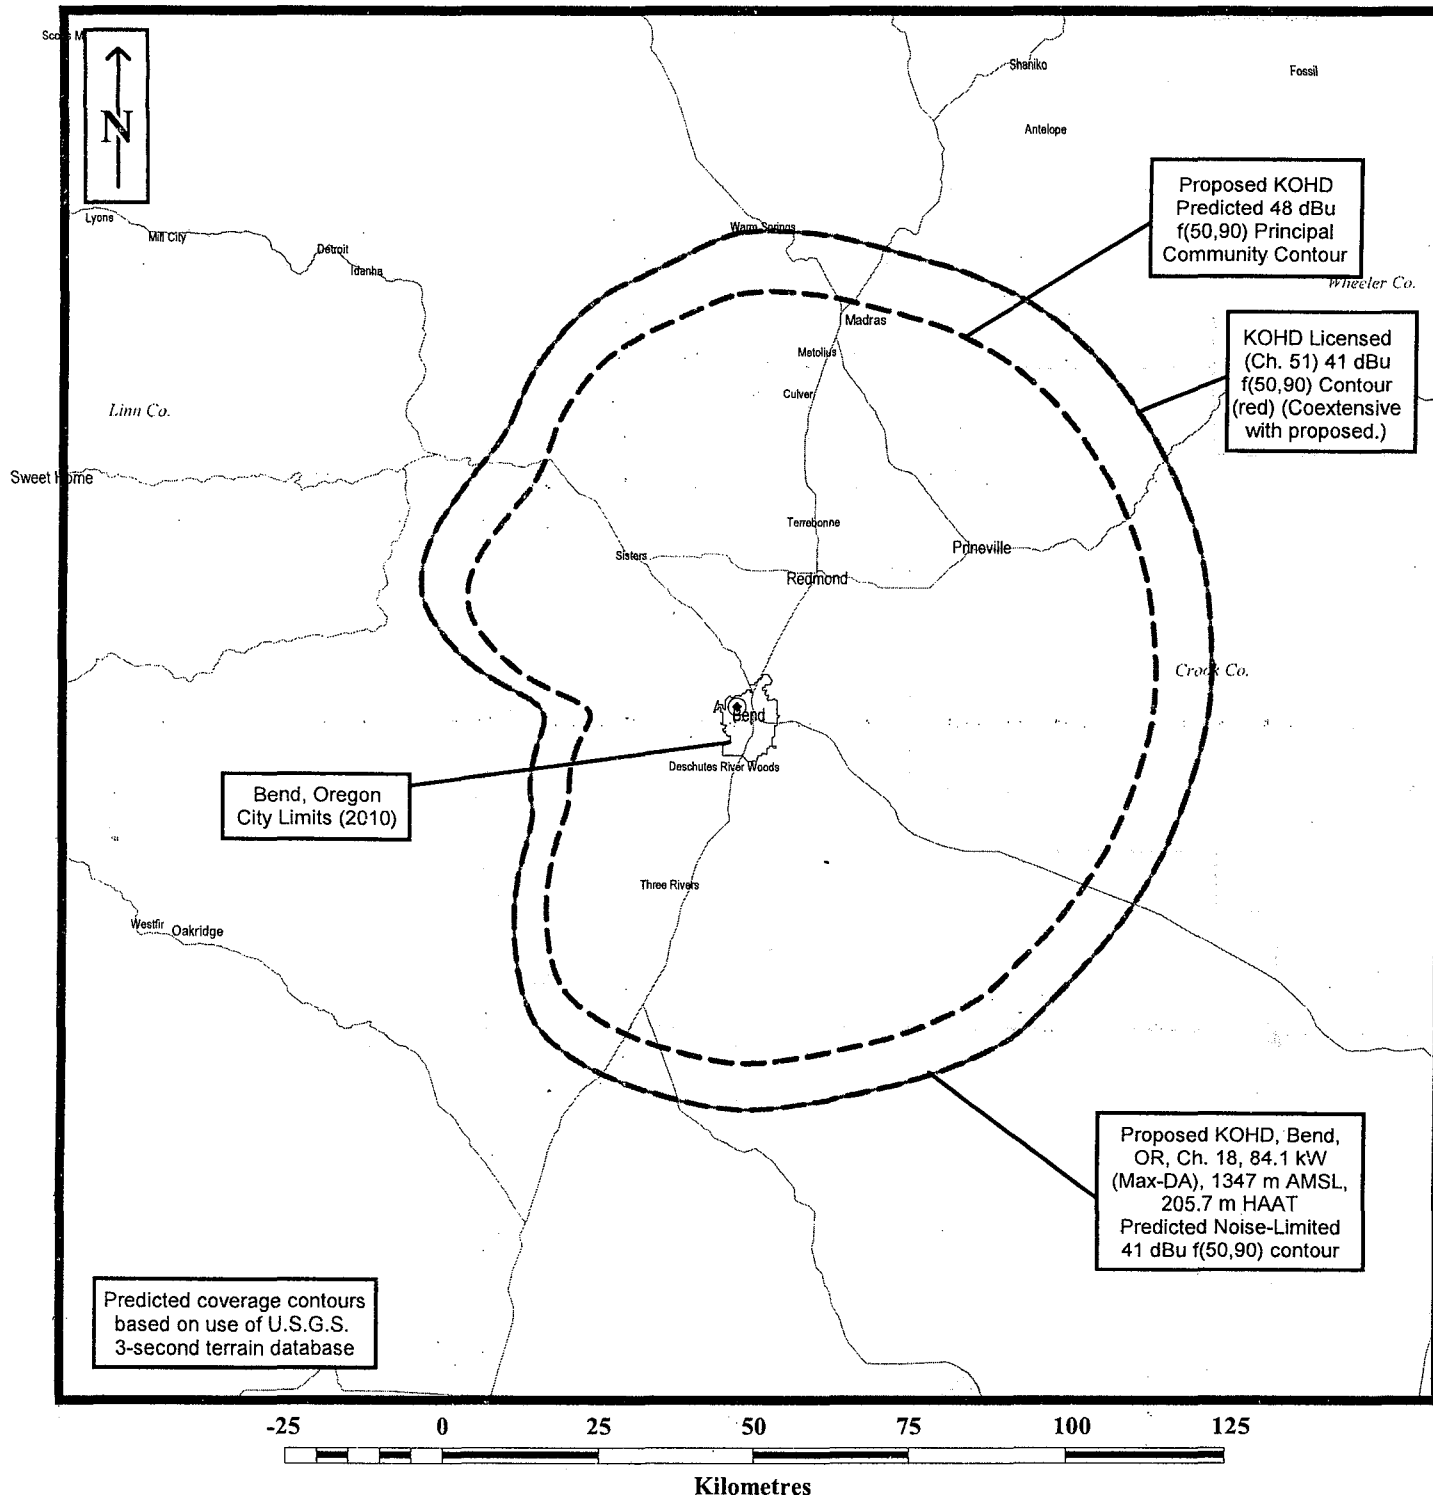 Shaniko
Fossil
N
Antelope
Proposed KOHD
Predicted 48 dBu
f(50,90) Principal
Community Contour
Lyons
Mill City
Warm Springs
Detroit
Idanha
Wheeler Co.
Madras
KOHD Licensed
(Ch. 51) 41 dBu
f(50,90) Contour
(red) (Coextensive
with proposed.)
Metolius
Culver
Linn Co.
Sweet Home
Terrebonne
Sisters
Prineville
Redmond
Crook Co.
Bend
Deschutes River Woods
Bend, Oregon
City Limits (2010)
Three Rivers
Westfir
Oakridge
Proposed KOHD, Bend,
OR, Ch. 18, 84.1 kW
(Max-DA), 1347 m AMSL,
205.7 m HAAT
Predicted Noise-Limited
41 dBu f(50,90) contour
Predicted coverage contours
based on use of U.S.G.S.
3-second terrain database
-25 0 25 50 75 100 125
Kilometres